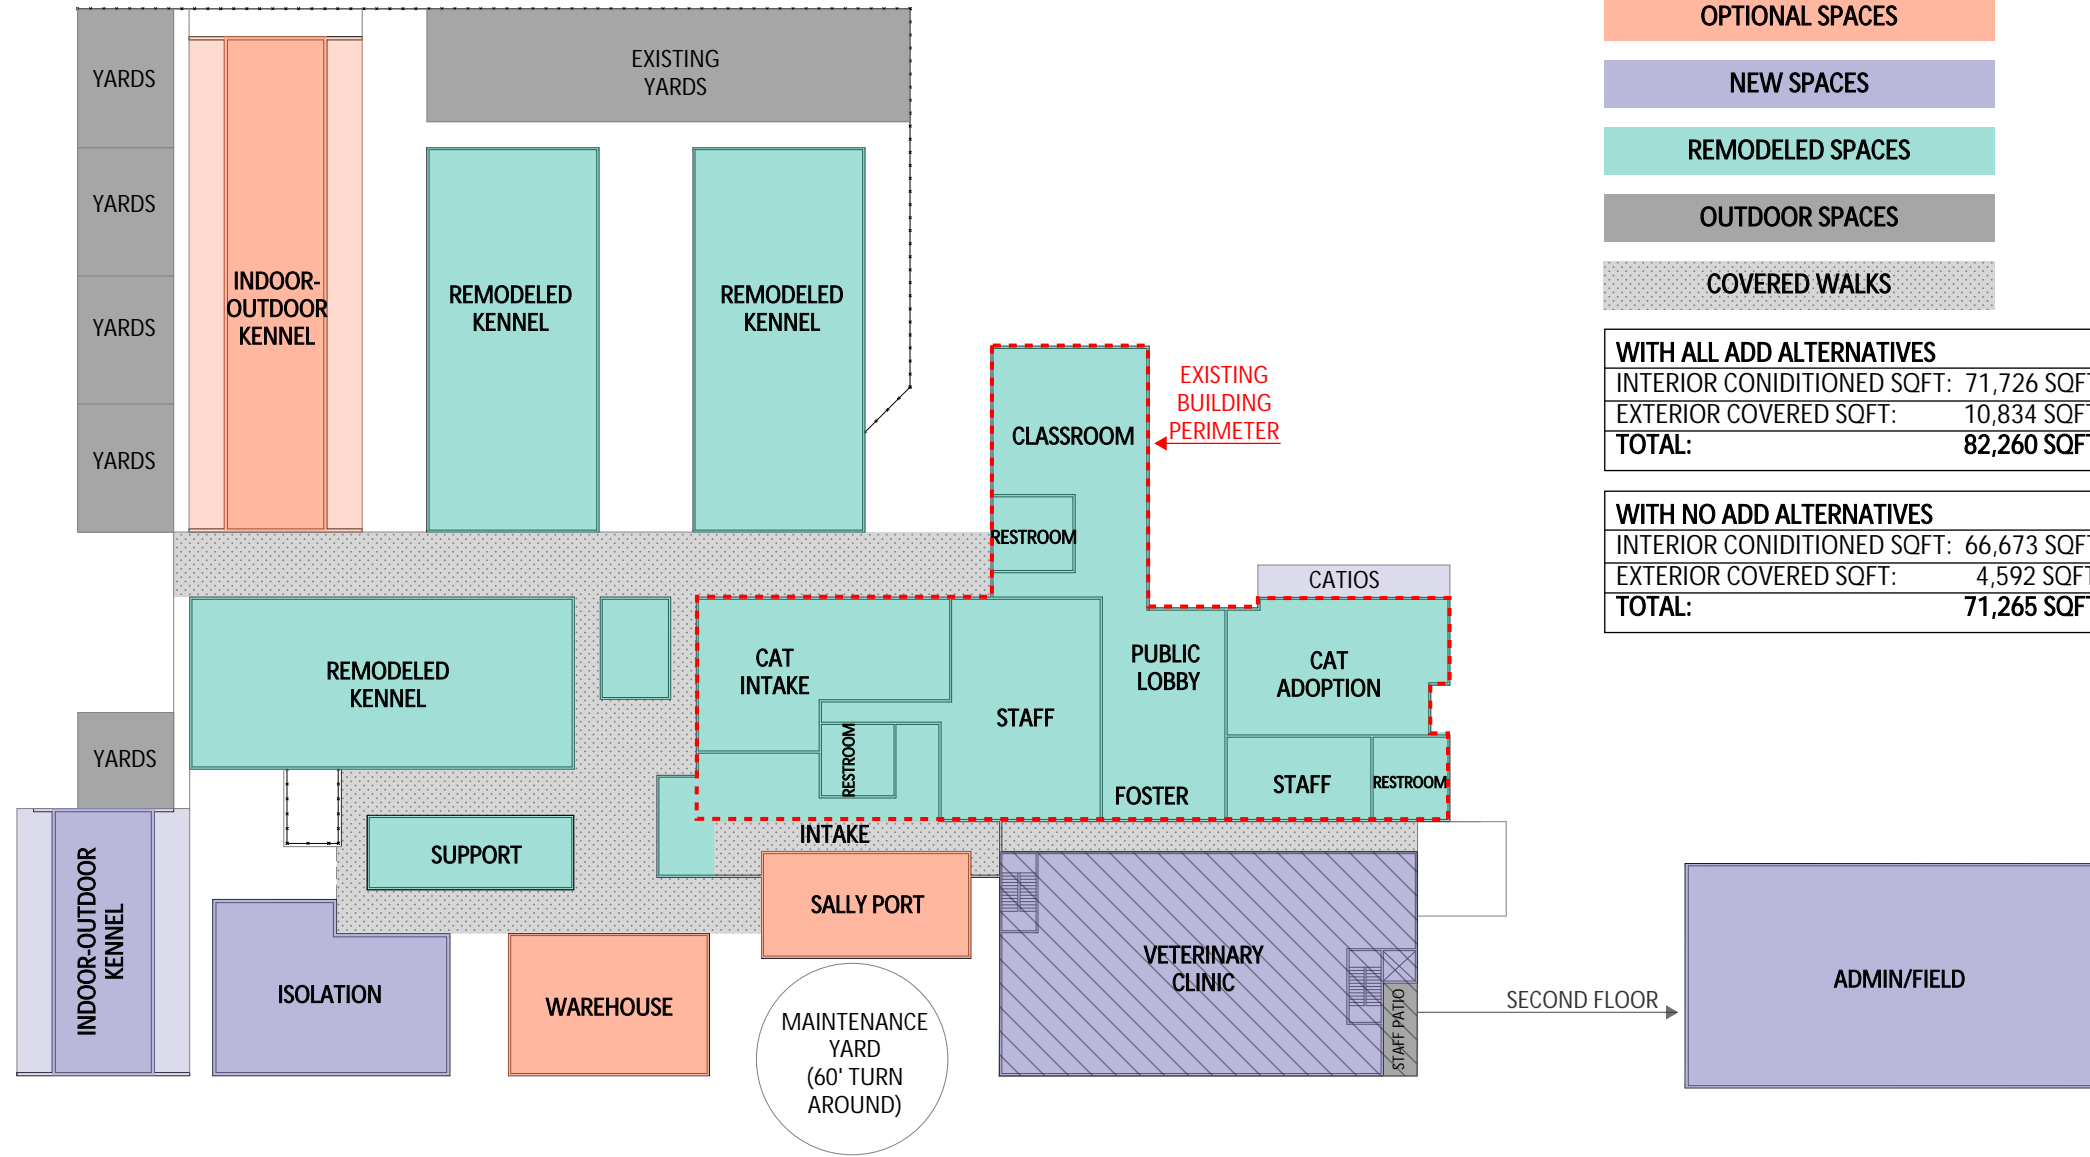 OPTIONAL SPACES
NEW SPACES
REMODELED SPACES
OUTDOOR SPACES
COVERED WALKS
WITH ALL ADD ALTERNATIVES
INTERIOR CONIDITIONED SQFT: 71,726 SQFT
EXTERIOR COVERED SQFT: 10,834 SQFT
TOTAL: 82,260 SQFT
WITH NO ADD ALTERNATIVES
INTERIOR CONIDITIONED SQFT: 66,673 SQFT
EXTERIOR COVERED SQFT: 4,592 SQFT
TOTAL: 71,265 SQFT
YARDS
YARDS
YARDS
YARDS
EXISTING
YARDS
INDOOR-
OUTDOOR
KENNEL
REMODELED
KENNEL
REMODELED
KENNEL
EXISTING
BUILDING
PERIMETER
CLASSROOM
RESTROOM
CATIOS
REMODELED
KENNEL
CAT
INTAKE
STAFF
PUBLIC
LOBBY
CAT
ADOPTION
RESTROOM
FOSTER
STAFF
RESTROOM
YARDS
INTAKE
SUPPORT
SALLY PORT
INDOOR-OUTDOOR
KENNEL
ISOLATION
WAREHOUSE
MAINTENANCE
YARD
(60' TURN
AROUND)
VETERINARY
CLINIC
STAFF PATIO
SECOND FLOOR
ADMIN/FIELD